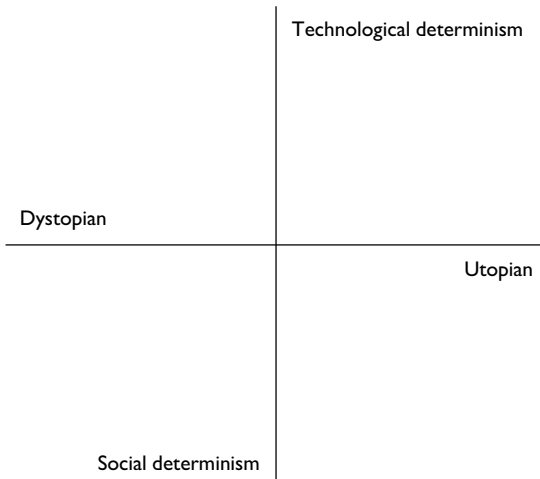 Technological determinism
Dystopian
Utopian
Social determinism